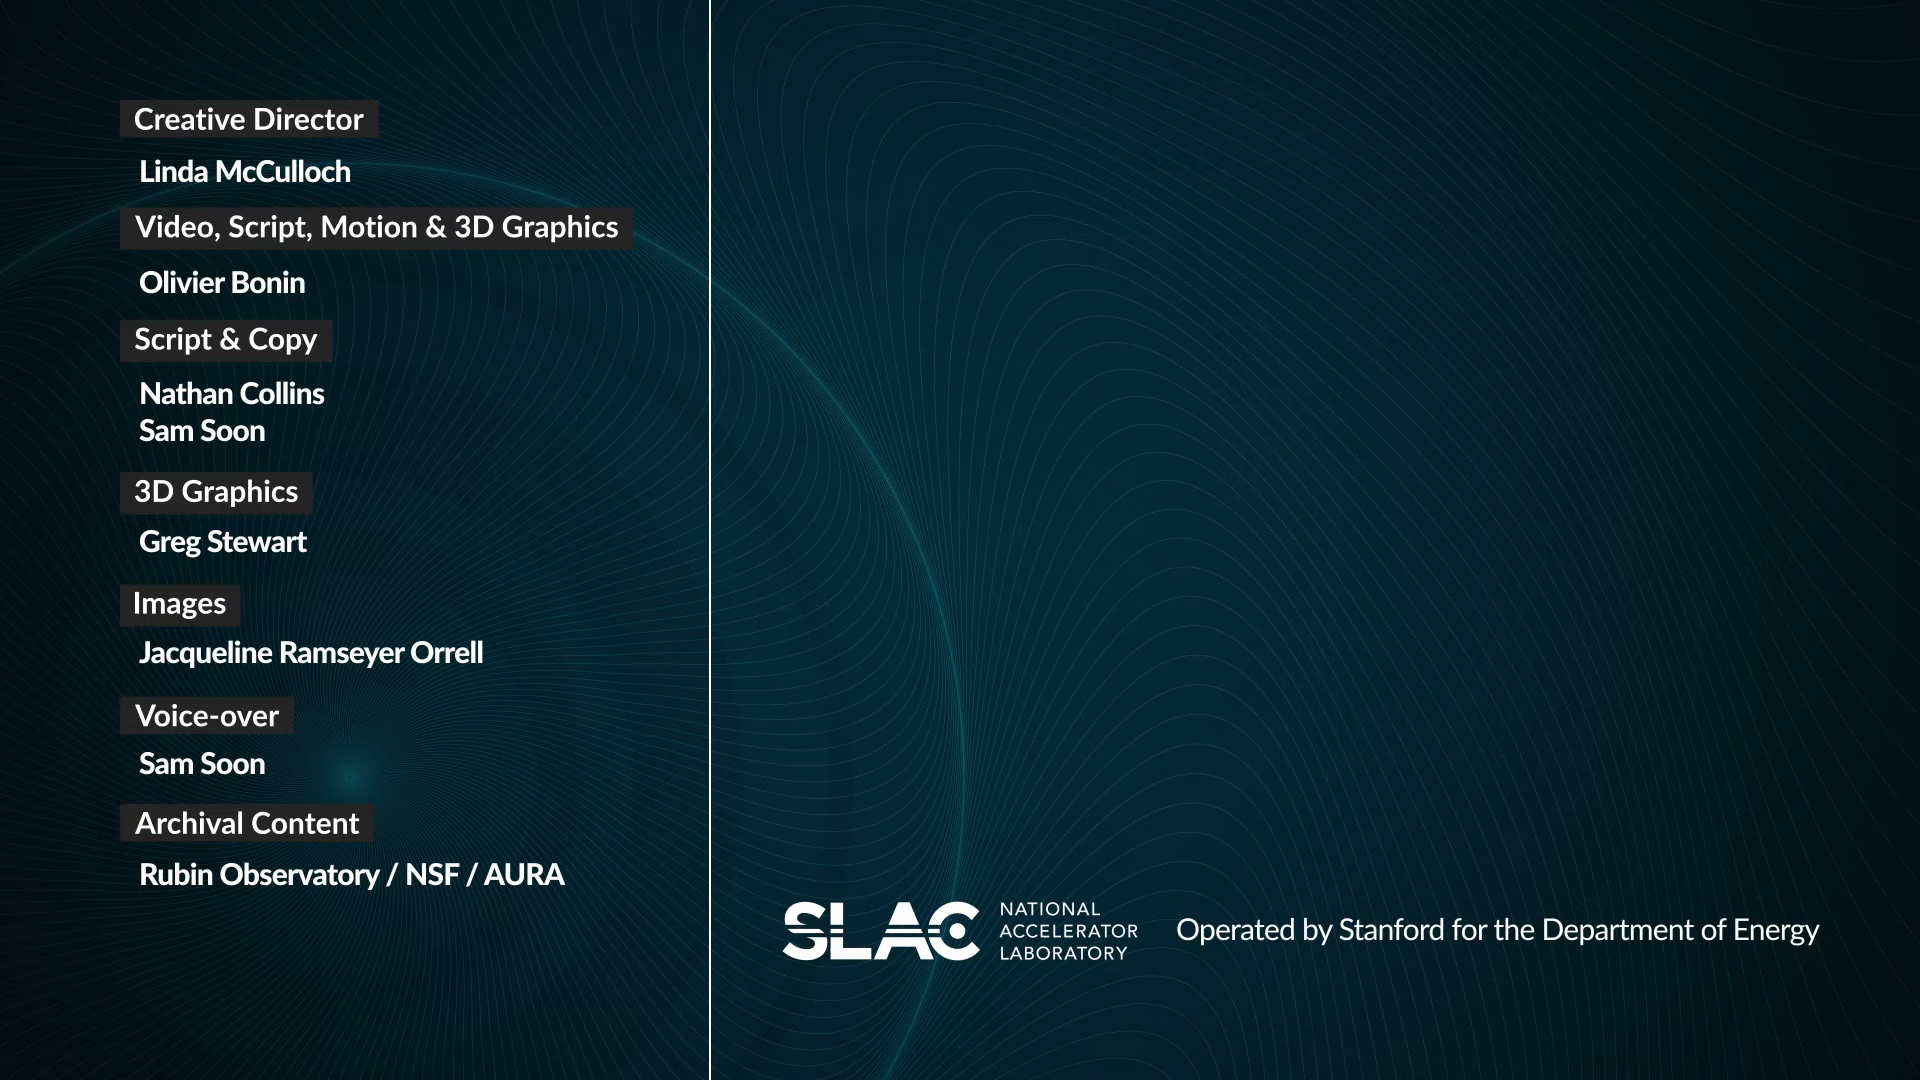 Creative Director
Linda McCulloch
Video, Script, Motion & 3D Graphics
Olivier Bonin
Script & Copy
Nathan Collins
Sam Soon
3D Graphics
Greg Stewart
Images
Jacqueline Ramseyer Orrell
Voice-over
Sam Soon
Archival Content
Rubin Observatory / NSF / AURA
SLAC
NATIONAL
ACCELERATOR
LABORATORY
Operated by Stanford for the Department of Energy